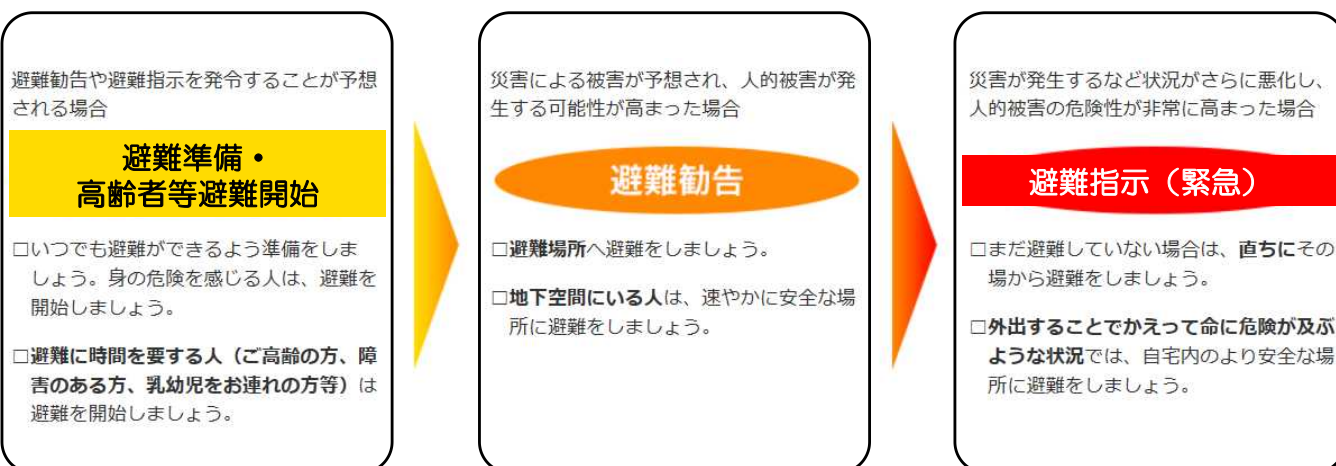 避難勧告や避難指示を発令することが予想
される場合
避難準備・
高齢者等避難開始
□いつでも避難ができるよう準備をしま
しょう。身の危険を感じる人は、避難を
開始しましょう。
□避難に時間を要する人（ご高齢の方、障
害のある方、乳幼児をお連れの方等）は
避難を開始しましょう。
災害による被害が予想され、人的被害が発
生する可能性が高まった場合
避難勧告
□避難場所へ避難をしましょう。
□地下空間にいる人は、速やかに安全な場
所に避難をしましょう。
災害が発生するなど状況がさらに悪化し、
人的被害の危険性が非常に高まった場合
避難指示（緊急）
□まだ避難していない場合は、直ちにその
場から避難をしましょう。
□外出することでかえって命に危険が及ぶ
ような状況では、自宅内のより安全な場
所に避難をしましょう。